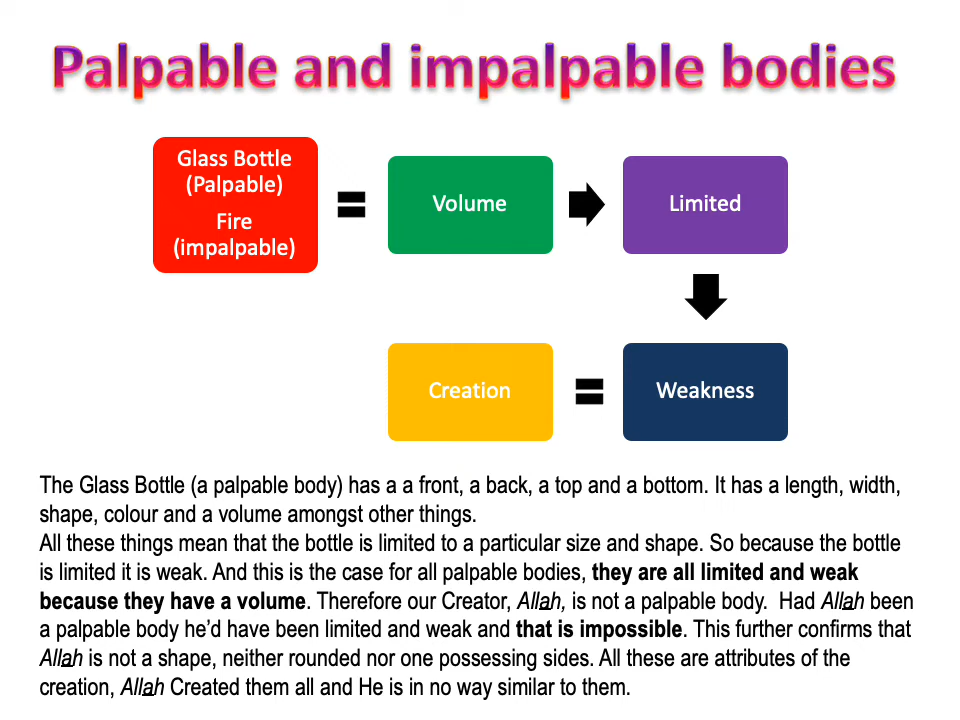 Palpable and impalpable bodies
Glass Bottle
(Palpable)
Fire
(impalpable)
=
Volume
Limited
Creation
=
Weakness
The Glass Bottle (a palpable body) has a a front, a back, a top and a bottom. It has a length, width,
shape, colour and a volume amongst other things.
All these things mean that the bottle is limited to a particular size and shape. So because the bottle
is limited it is weak. And this is the case for all palpable bodies, they are all limited and weak
because they have a volume. Therefore our Creator, Allah, is not a palpable body.  Had Allah been
a palpable body he’d have been limited and weak and that is impossible. This further confirms that
Allah is not a shape, neither rounded nor one possessing sides. All these are attributes of the
creation, Allah Created them all and He is in no way similar to them.